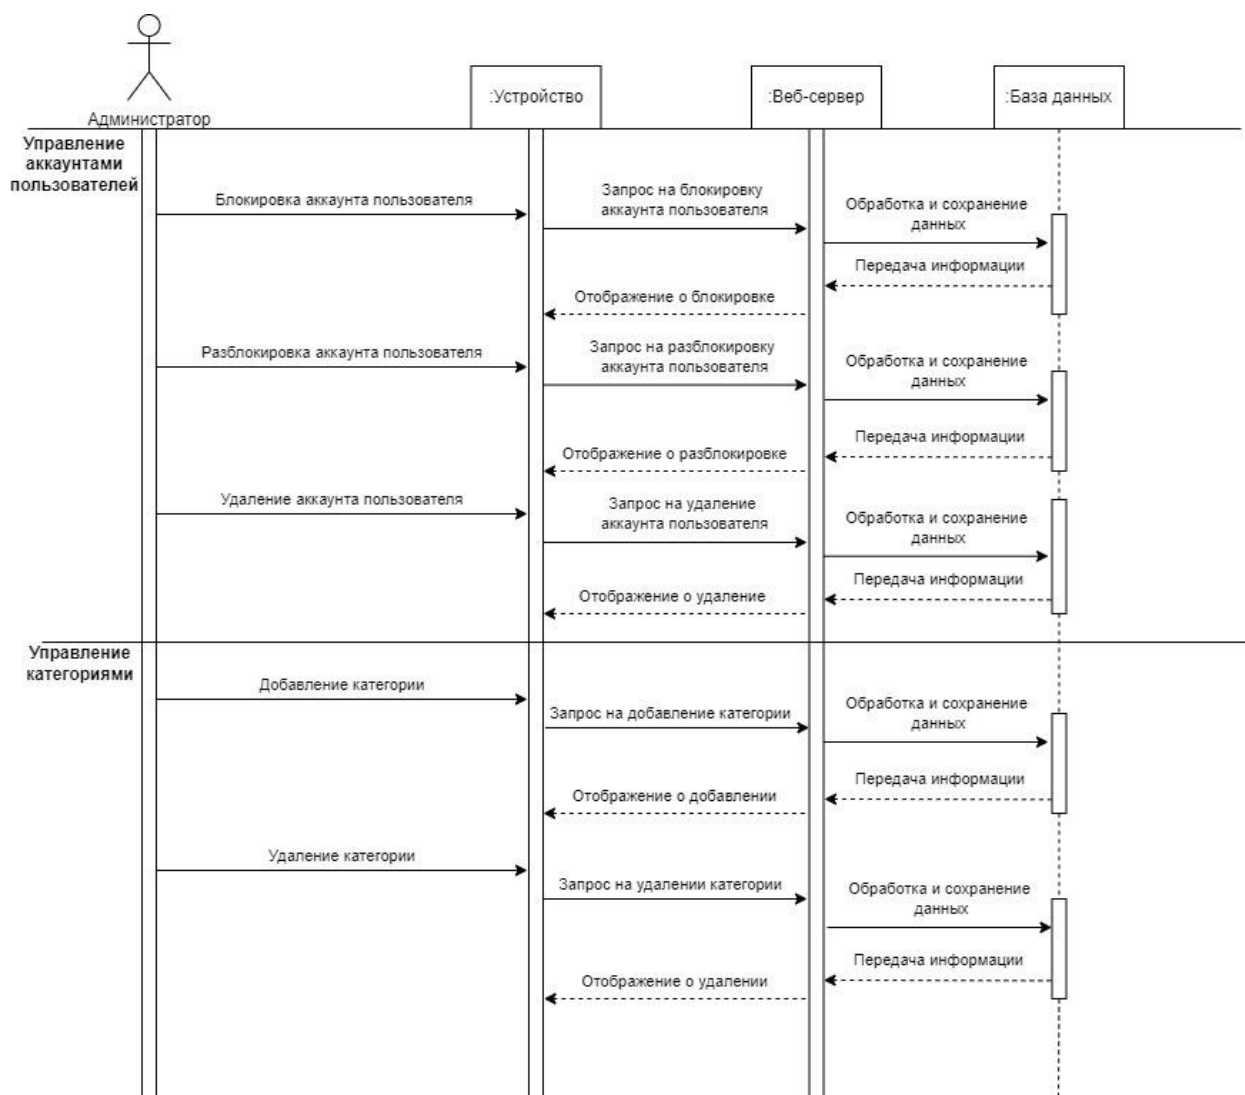 Администратор
:Устройство
:Веб-сервер
:База данных
Управление
аккаунтами
пользователей
Блокировка аккаунта пользователя
Запрос на блокировку
аккаунта пользователя
Обработка и сохранение
данных
Передача информации
Отображение о блокировке
Разблокировка аккаунта пользователя
Запрос на разблокировку
аккаунта пользователя
Обработка и сохранение
данных
Передача информации
Отображение о разблокировке
Удаление аккаунта пользователя
Запрос на удаление
аккаунта пользователя
Обработка и сохранение
данных
Передача информации
Отображение о удаление
Управление
категориями
Добавление категории
Запрос на добавление категории
Обработка и сохранение
данных
Передача информации
Отображение о добавлении
Удаление категории
Запрос на удалении категории
Обработка и сохранение
данных
Передача информации
Отображение о удалении